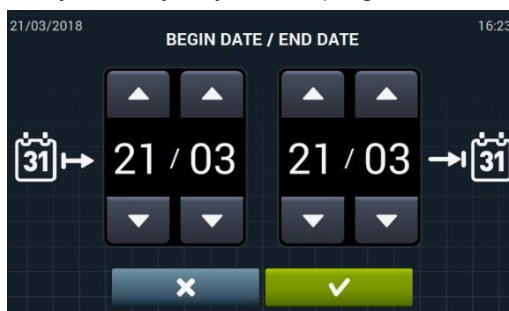 21/03/2018
16:23
BEGIN DATE / END DATE
31 21 / 03 21 / 03 31